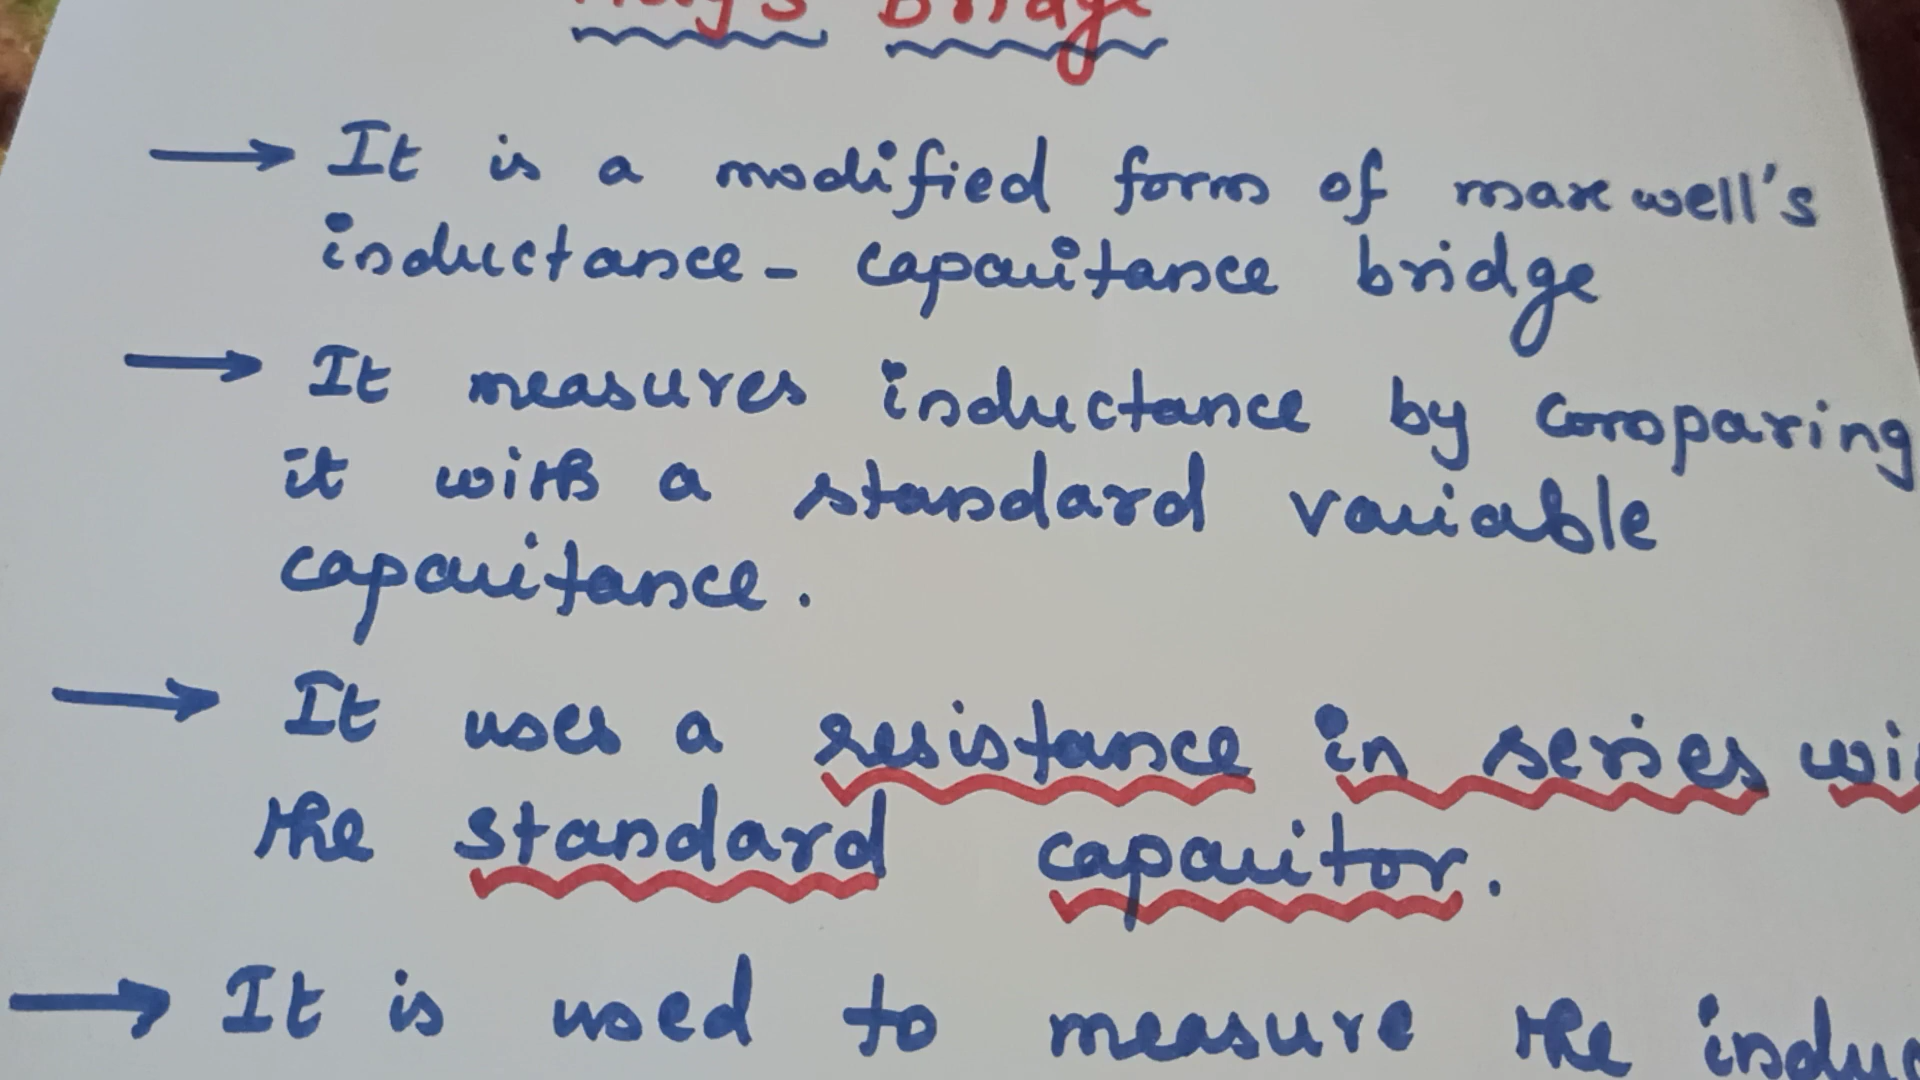 Bridge
→ It is a modified form of maxwell's
inductance - capacitance bridge
→ It measures inductance by comparing
it with a standard variable
capacitance.
→ It uses a resistance in series
the standard capacitor.
→ It is used to measure the